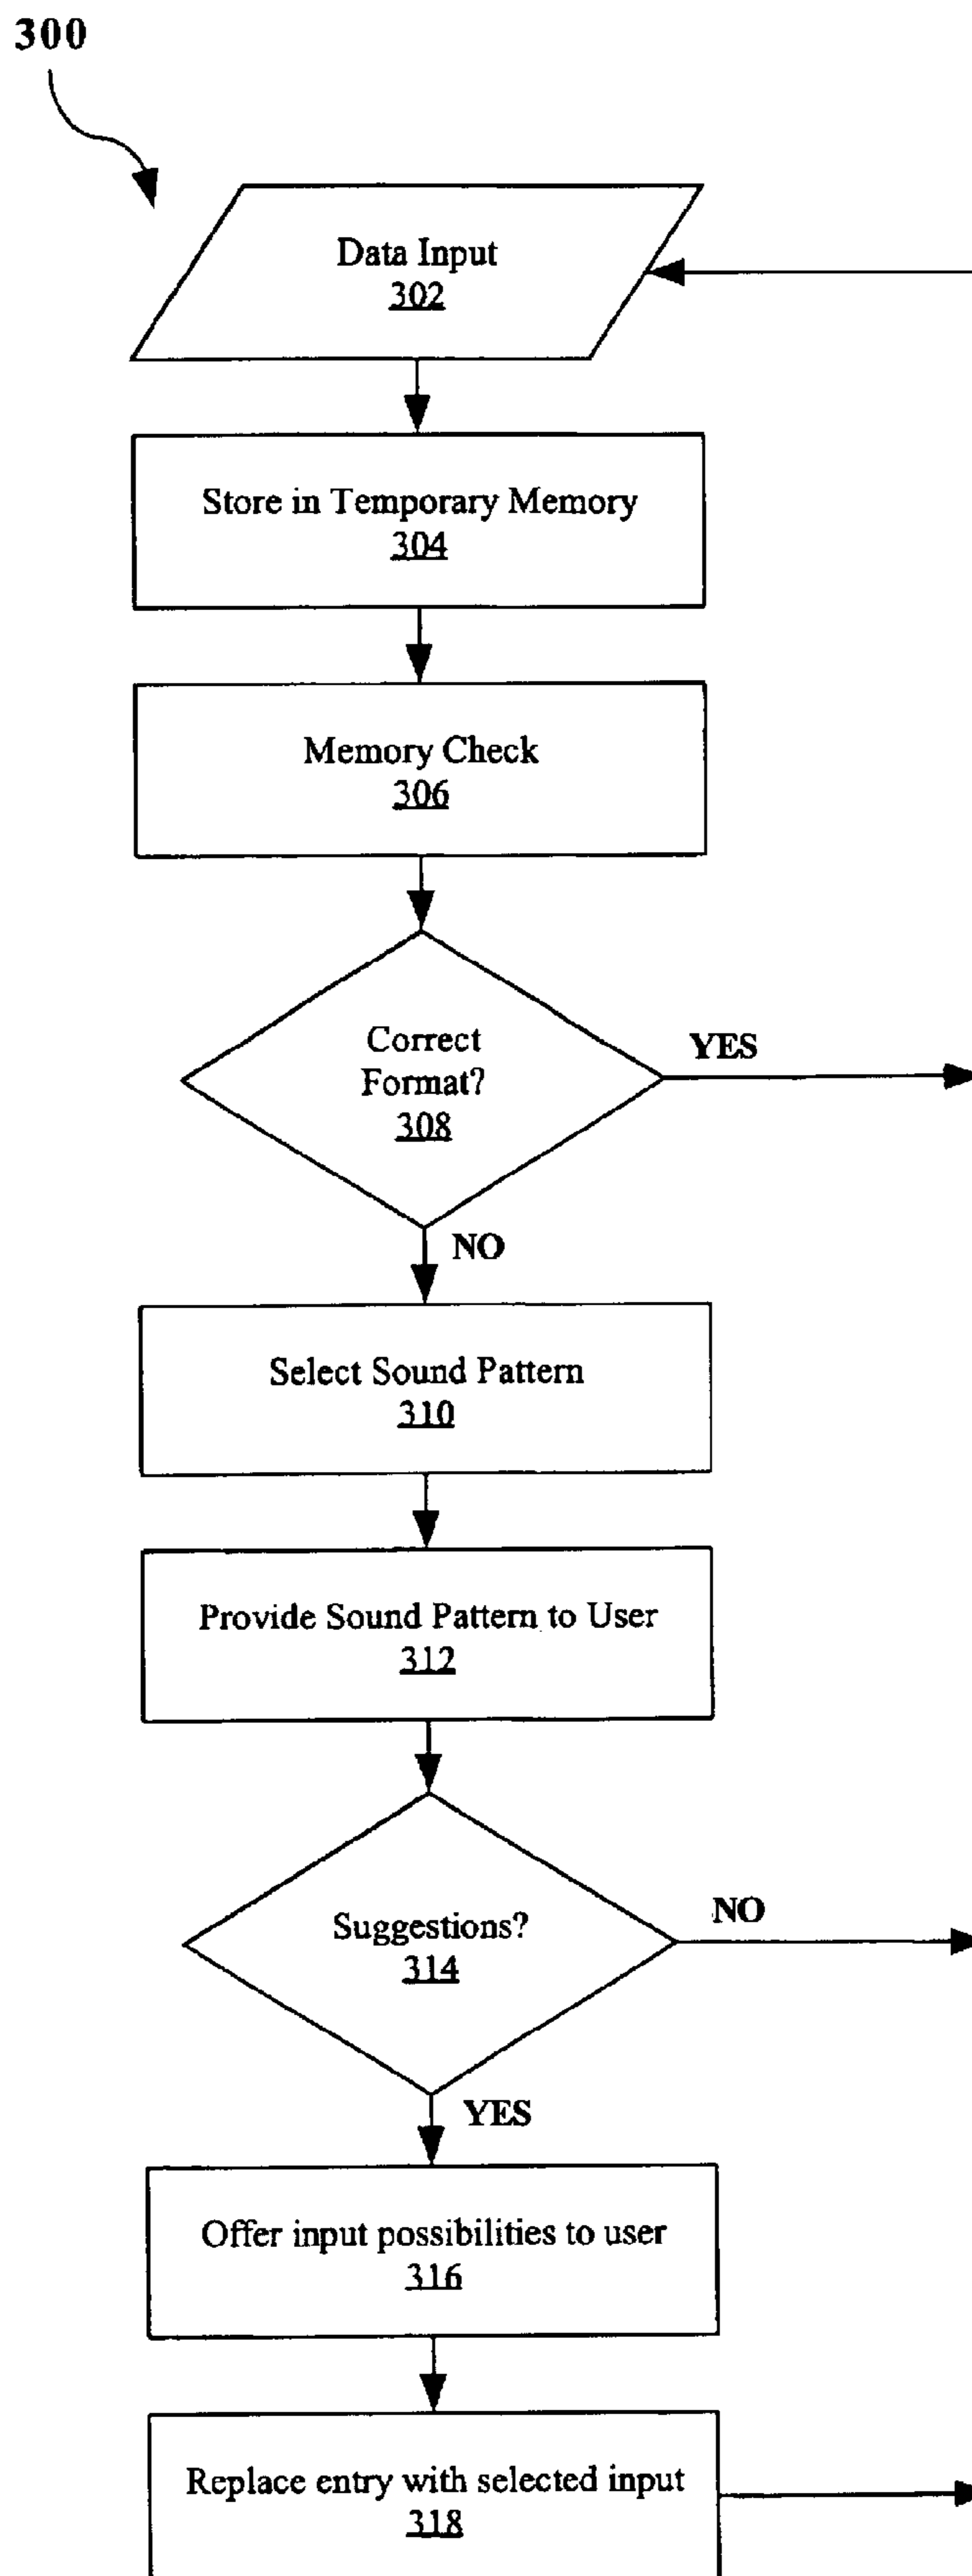 300
Data Input
302
Store in Temporary Memory
304
Memory Check
306
Correct
Format?
308
YES
NO
Select Sound Pattern
310
Provide Sound Pattern to User
312
Suggestions?
314
NO
YES
Offer input possibilities to user
316
Replace entry with selected input
318